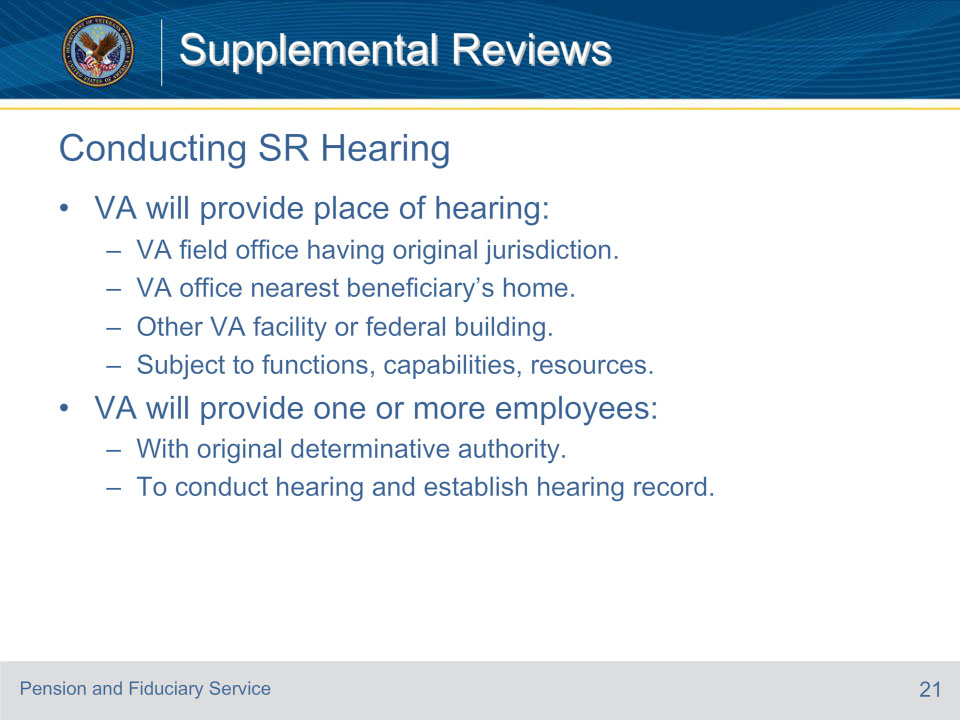 Supplemental Reviews
Conducting SR Hearing
• VA will provide place of hearing:
– VA field office having original jurisdiction.
– VA office nearest beneficiary’s home.
– Other VA facility or federal building.
– Subject to functions, capabilities, resources.
• VA will provide one or more employees:
– With original determinative authority.
– To conduct hearing and establish hearing record.
Pension and Fiduciary Service
21